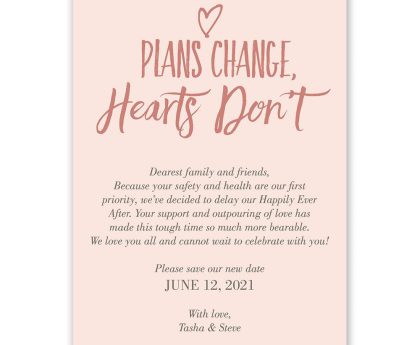 PLANS CHANGE,
Hearts Don't
Dearest family and friends,
Because your safety and health are our first
priority, we've decided to delay our Happily Ever
After. Your support and outpouring of love has
made this tough time so much more bearable.
We love you all and cannot wait to celebrate with you!
Please save our new date
JUNE 12, 2021
With love,
Tasha & Steve